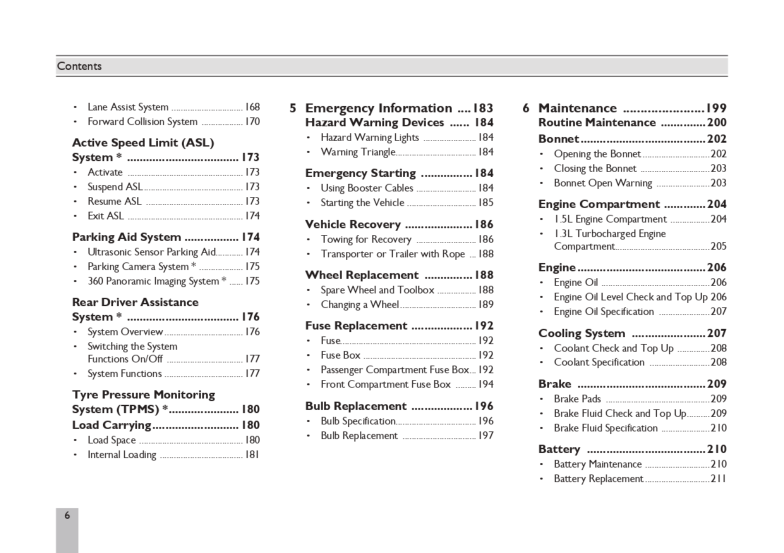 Contents
• Lane Assist System ................................ 168
• Forward Collision System .................. 170
Active Speed Limit (ASL)
System * ................................... 173
• Activate .................................................. 173
• Suspend ASL........................................... 173
• Resume ASL .......................................... 173
• Exit ASL .................................................. 174
Parking Aid System ................. 174
• Ultrasonic Sensor Parking Aid............ 174
• Parking Camera System * ................... 175
• 360 Panoramic Imaging System * ...... 175
Rear Driver Assistance
System * ................................... 176
• System Overview.................................. 176
• Switching the System
Functions On/Off ................................. 177
• System Functions .................................. 177
Tyre Pressure Monitoring
System (TPMS) *...................... 180
Load Carrying........................... 180
• Load Space ............................................. 180
• Internal Loading .................................... 181
5 Emergency Information ....183
Hazard Warning Devices ...... 184
• Hazard Warning Lights ....................... 184
• Warning Triangle................................... 184
Emergency Starting ................ 184
• Using Booster Cables .......................... 184
• Starting the Vehicle .............................. 185
Vehicle Recovery ..................... 186
• Towing for Recovery .......................... 186
• Transporter or Trailer with Rope ... 188
Wheel Replacement ............... 188
• Spare Wheel and Toolbox ................. 188
• Changing a Wheel................................. 189
Fuse Replacement ................... 192
• Fuse........................................................... 192
• Fuse Box ................................................. 192
• Passenger Compartment Fuse Box... 192
• Front Compartment Fuse Box ......... 194
Bulb Replacement ................... 196
• Bulb Specification................................... 196
• Bulb Replacement ................................ 197
6 Maintenance .......................199
Routine Maintenance .............. 200
Bonnet....................................... 202
• Opening the Bonnet............................. 202
• Closing the Bonnet .............................. 203
• Bonnet Open Warning ....................... 203
Engine Compartment ............. 204
• 1.5L Engine Compartment ................. 204
• 1.3L Turbocharged Engine
Compartment......................................... 205
Engine........................................ 206
• Engine Oil ............................................... 206
• Engine Oil Level Check and Top Up 206
• Engine Oil Specification ...................... 207
Cooling System ....................... 207
• Coolant Check and Top Up .............. 208
• Coolant Specification .......................... 208
Brake ........................................ 209
• Brake Pads ............................................. 209
• Brake Fluid Check and Top Up.......... 209
• Brake Fluid Specification ..................... 210
Battery ..................................... 210
• Battery Maintenance ............................ 210
• Battery Replacement............................ 211
6